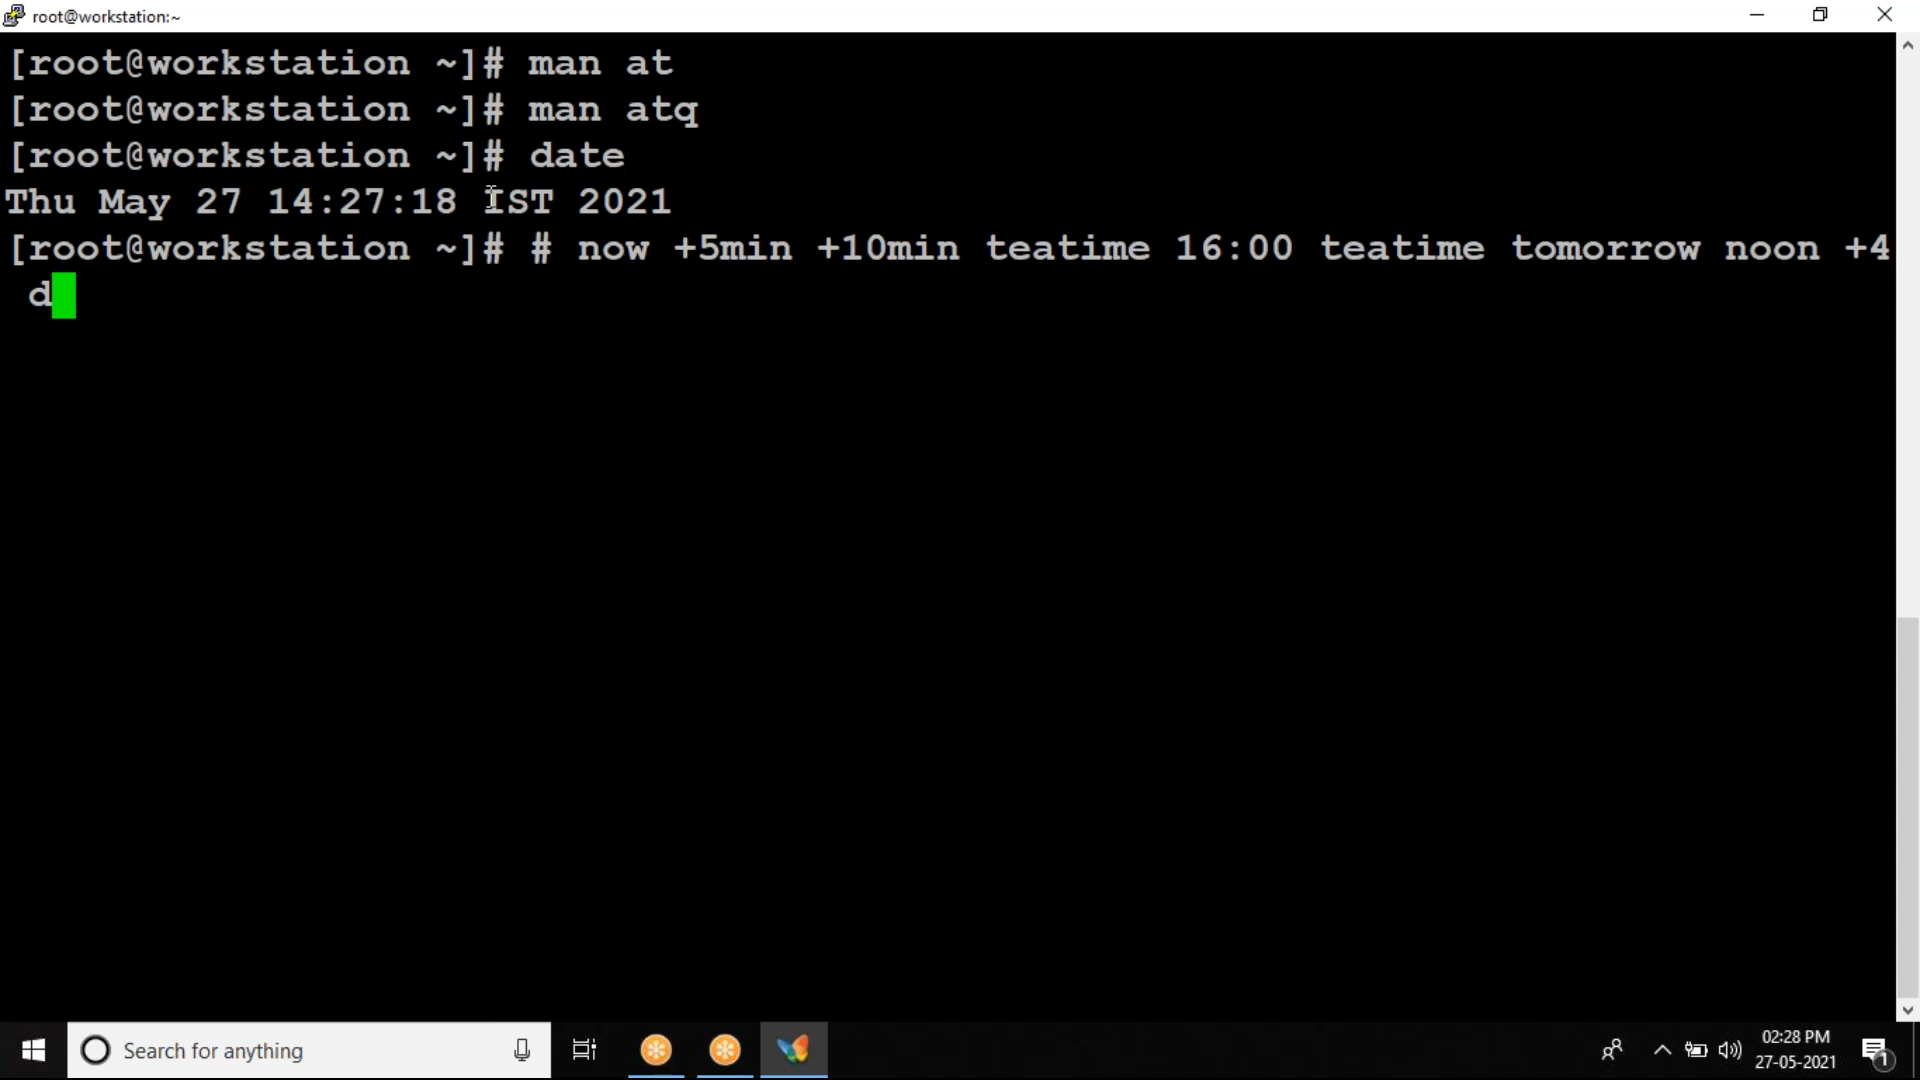 root@workstation:~
[root@workstation ~]# man at
[root@workstation ~]# man atq
[root@workstation ~]# date
Thu May 27 14:27:18 IST 2021
[root@workstation ~]# # now +5min +10min teatime 16:00 teatime tomorrow noon +4
d
Search for anything
02:28 PM
27-05-2021
1